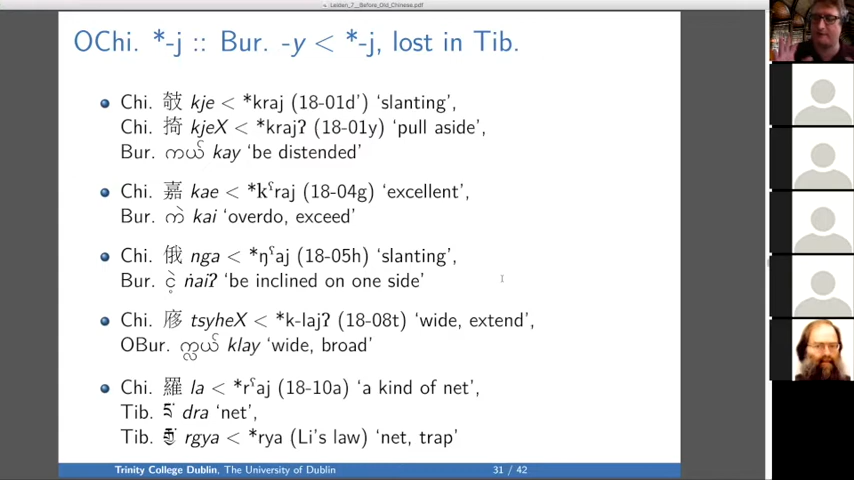 Leiden_7__Before_Old_Chinese.pdf
OChi. *-j :: Bur. -y < *-j, lost in Tib.
Chi. 攲 kje < *kraj (18-01d') ‘slanting’,
Chi. 掎 kjeX < *krajʔ (18-01y) ‘pull aside’,
Bur. ကယ် kay ‘be distended’
Chi. 嘉 kae < *kˤraj (18-04g) ‘excellent’,
Bur. ကဲ kai ‘overdo, exceed’
Chi. 俄 nga < *ŋˤaj (18-05h) ‘slanting’,
Bur. ငဲ့ ṅaiʔ ‘be inclined on one side’
Chi. 廖 tsyheX < *k-lajʔ (18-08t) ‘wide, extend’,
OBur. က္လယ် klay ‘wide, broad’
Chi. 羅 la < *rˤaj (18-10a) ‘a kind of net’,
Tib. dra ‘net’,
Tib. རྒྱ rgya < *rya (Li's law) ‘net, trap’
Trinity College Dublin, The University of Dublin 31 / 42